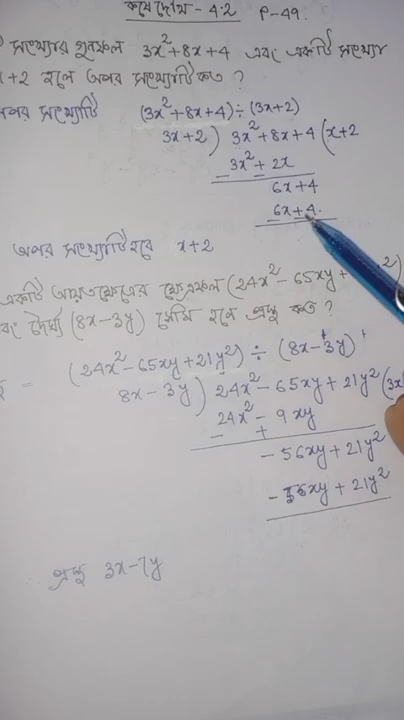 কষে দেখি - 4.2 P-49.
সংখ্যার গুনফল 3x²+8x+4 এবং একটি সংখ্যা
x+2 হলে অপর সংখ্যাটি কত ?
অপর সংখ্যাটি (3x²+8x+4) ÷ (3x+2)
3x+2 ) 3x²+8x+4 ( x+2
3x²+2x
- -
6x+4
6x+4.
- -
অপর সংখ্যাটি হবে x+2
একটি আয়তক্ষেত্রের ক্ষেত্রফল (24x²-65xy+ ²)
এবং দৈর্ঘ্য (8x-3y) সেমি হলে প্রস্থ কত ?
= (24x²-65xy+21y²) ÷ (8x-3y)
8x-3y ) 24x²-65xy+21y² (3x
24x²-9xy
- +
-56xy+21y²
-56xy+21y²
প্রস্থ 3x-7y